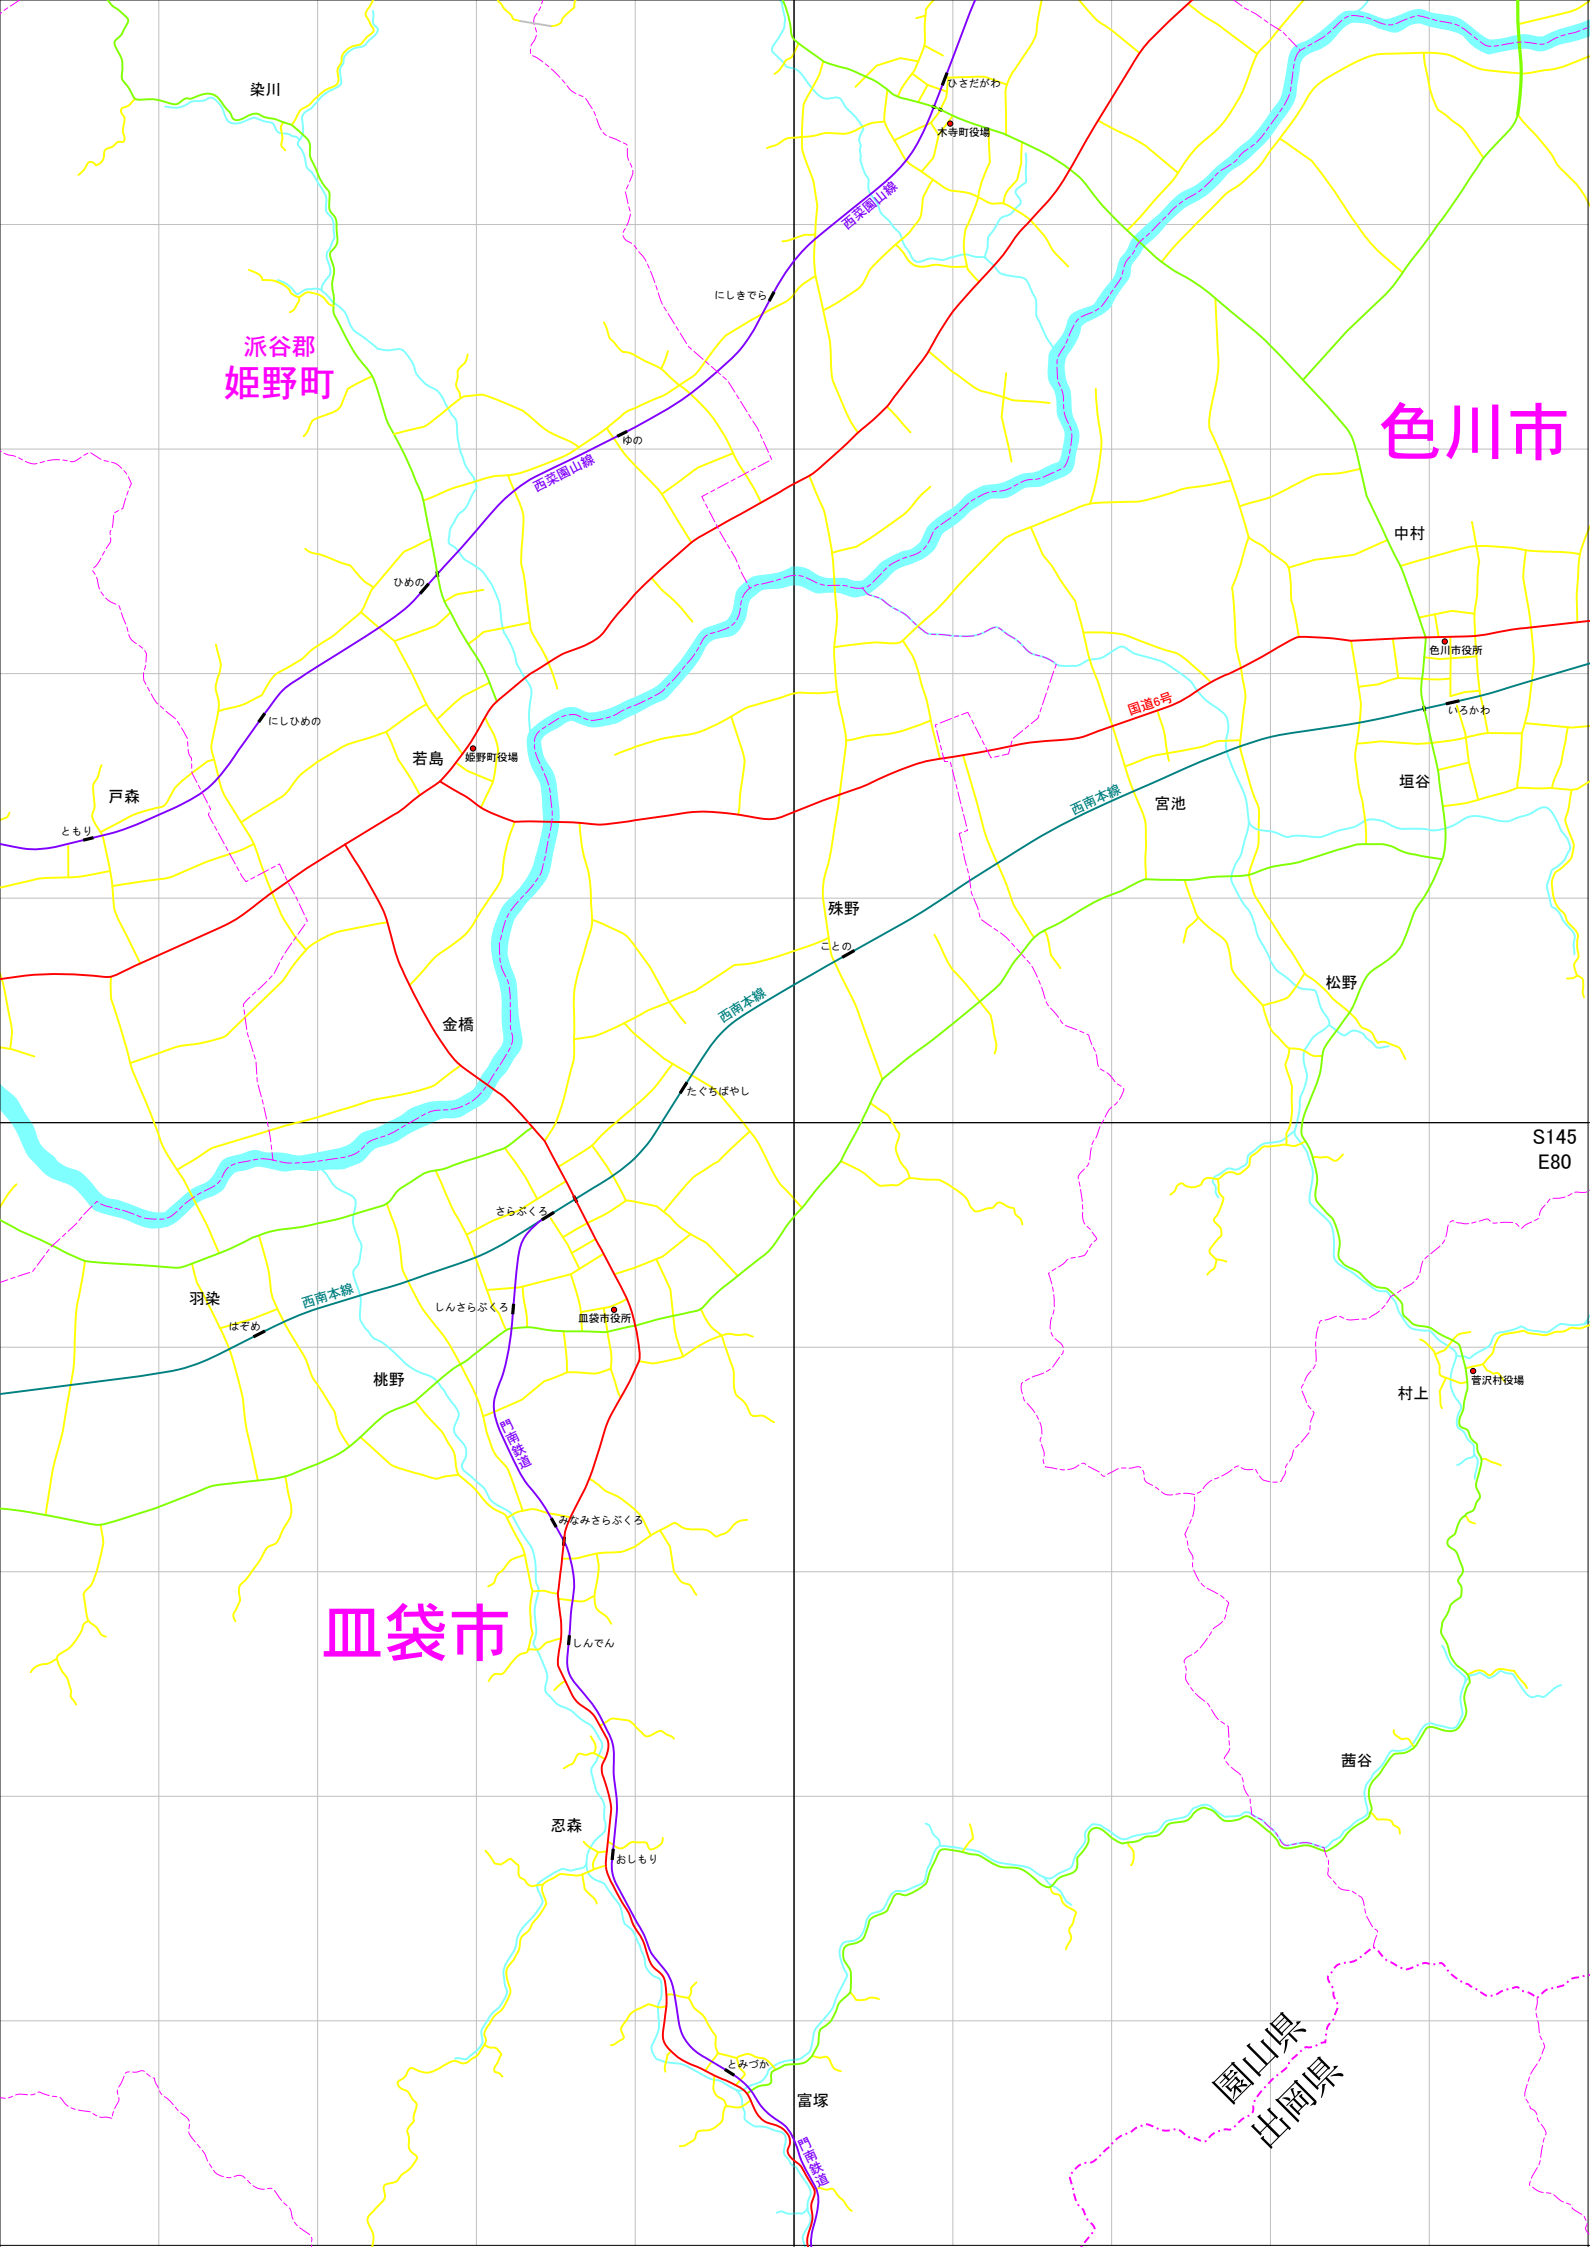 染川
ひさだがわ
木寺町役場
西菜園山線
にしきでら
派谷郡
姫野町
色川市
ゆの
西菜園山線
中村
ひめの
色川市役所
国道6号
いろかわ
にしひめの
若島
姫野町役場
戸森
垣谷
西南本線
宮池
ともり
殊野
ことの
松野
西南本線
金橋
たぐちばやし
S145
E80
さらぶくろ
羽染
西南本線
しんさらぶくろ
皿袋市役所
はぞめ
桃野
菅沢村役場
村上
門南鉄道
みなみさらぶくろ
皿袋市
しんでん
茜谷
忍森
おしもり
園山県
出岡県
とみづか
富塚
門南鉄道